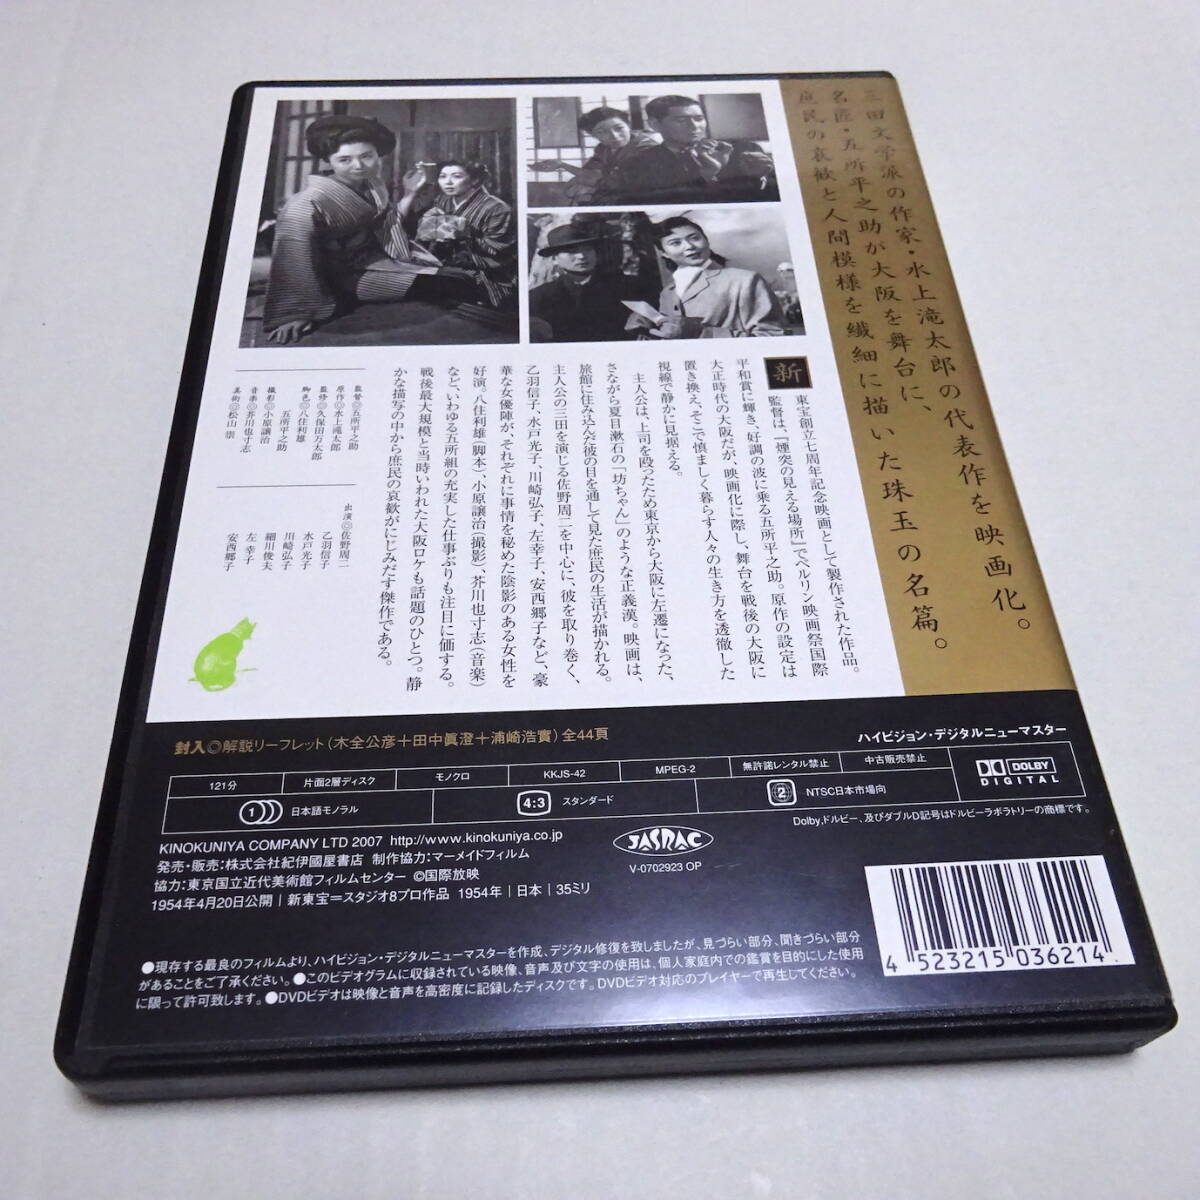 三田文学派の作家・水上滝太郎の代表作を映画化。
名匠・五所平之助が大阪を舞台に、
庶民の哀歓と人間模様を繊細に描いた珠玉の名篇。
新東宝創立七周年記念映画として製作された作品。
監督は、『煙突の見える場所』でベルリン映画祭国際
平和賞に輝き、好調の波に乗る五所平之助。原作の設定は
大正時代の大阪だが、映画化に際し、舞台を戦後の大阪に
置き換え、そこで慎ましく暮らす人々の生き方を透徹した
視線で静かに見据える。
主人公は、上司を殴ったため東京から大阪に左遷になった、
さながら夏目漱石の「坊ちゃん」のような正義漢。映画は、
旅館に住み込んだ彼の目を通して見た庶民の生活が描かれる。
主人公の三田を演じる佐野周二を中心に、彼を取り巻く、
乙羽信子、水戸光子、川崎弘子、左幸子、安西郷子など、豪
華な女優陣が、それぞれに事情を秘めた陰影のある女性を
好演。八住利雄(脚本)、小原譲治(撮影)、芥川也寸志(音楽)
など、いわゆる五所組の充実した仕事ぶりも注目に価する。
戦後最大規模と当時いわれた大阪ロケも話題のひとつ。静
かな描写の中から庶民の哀歓がにじみだす傑作である。
監督◎五所平之助
原作◎水上滝太郎
監修◎久保田万太郎
脚色◎八住利雄
五所平之助
撮影◎小原譲治
音楽◎芥川也寸志
美術◎松山 崇
出演◎佐野周二
乙羽信子
水戸光子
川崎弘子
細川俊夫
左 幸子
安西郷子
封入◎解説リーフレット(木全公彦+田中眞澄+浦崎浩實)全44頁
ハイビジョン・デジタルニューマスター
121分 片面2層ディスク モノクロ KKJS-42 MPEG-2 無許諾レンタル禁止 中古販売禁止
1 日本語モノラル 4:3 スタンダード 2 NTSC日本市場向
DOLBY
DIGITAL
Dolby,ドルビー、及びダブルD記号はドルビーラボラトリーの商標です。
KINOKUNIYA COMPANY LTD 2007 http://www.kinokuniya.co.jp
発売・販売:株式会社紀伊國屋書店 制作協力:マーメイドフィルム
協力:東京国立近代美術館フィルムセンター ©国際放映
1954年4月20日公開 | 新東宝=スタジオ8プロ作品 1954年 | 日本 | 35ミリ
JASRAC
V-0702923 OP
●現存する最良のフィルムより、ハイビジョン・デジタルニューマスターを作成、デジタル修復を致しましたが、見づらい部分、聞きづらい部分
があることをご了承ください。●このビデオグラムに収録されている映像、音声及び文字の使用は、個人家庭内での鑑賞を目的にした使用
に限って許可致します。●DVDビデオは映像と音声を高密度に記録したディスクです。DVDビデオ対応のプレイヤーで再生してください。
4 523215 036214